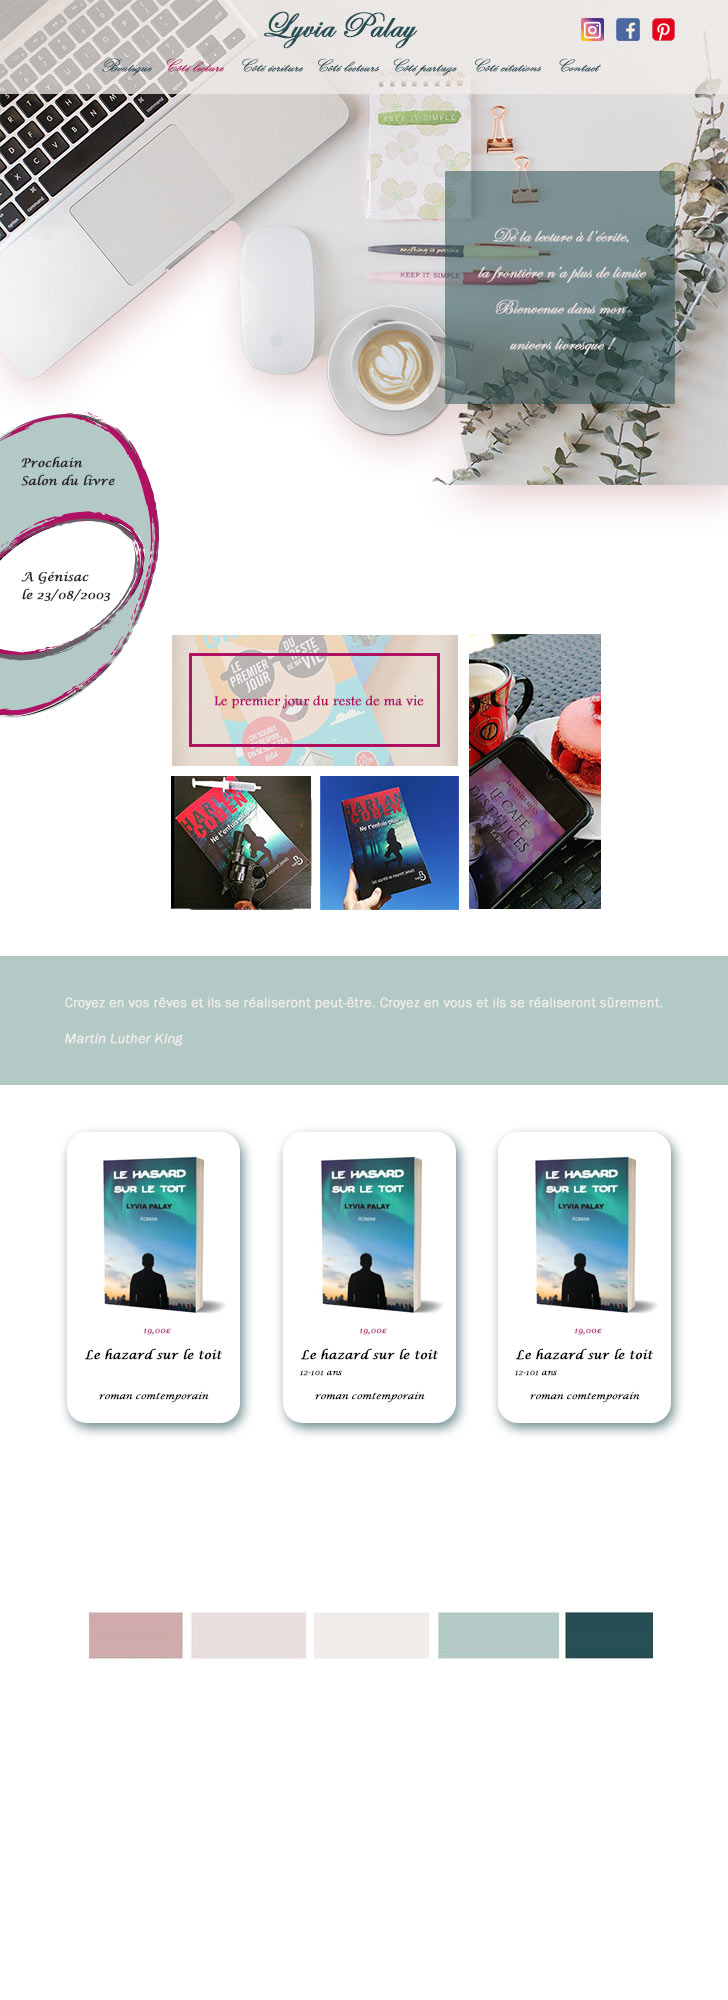 Lyvia Palay
Boutique Côté lecture Côté écriture Côté lecteurs Côté partage Côté citations Contact
KEEP IT SIMPLE
anything is possible
KEEP IT SIMPLE
De la lecture à l'écrite,
la frontière n'a plus de limite
Bienvenue dans mon
univers livresque !
Prochain
Salon du livre
A Génisac
le 23/08/2003
LE
PREMIER
JOUR
DU
RESTE
DE MA
VIE
Le premier jour du reste de ma vie
ON SOURIT,
HARLAN
COBEN
Ne t'enfuis plus
HARLAN
COBEN
Ne t'enfuis plus
LE CAFÉ
DES DÉLICES
Croyez en vos rêves et ils se réaliseront peut-être. Croyez en vous et ils se réaliseront sûrement.
Martin Luther King
LE HASARD
SUR LE TOIT
LYVIA PALAY
ROMAN
19,00€
Le hazard sur le toit
roman comtemporain
LE HASARD
SUR LE TOIT
LYVIA PALAY
ROMAN
19,00€
Le hazard sur le toit
12-101 ans
roman comtemporain
LE HASARD
SUR LE TOIT
LYVIA PALAY
ROMAN
19,00€
Le hazard sur le toit
12-101 ans
roman comtemporain